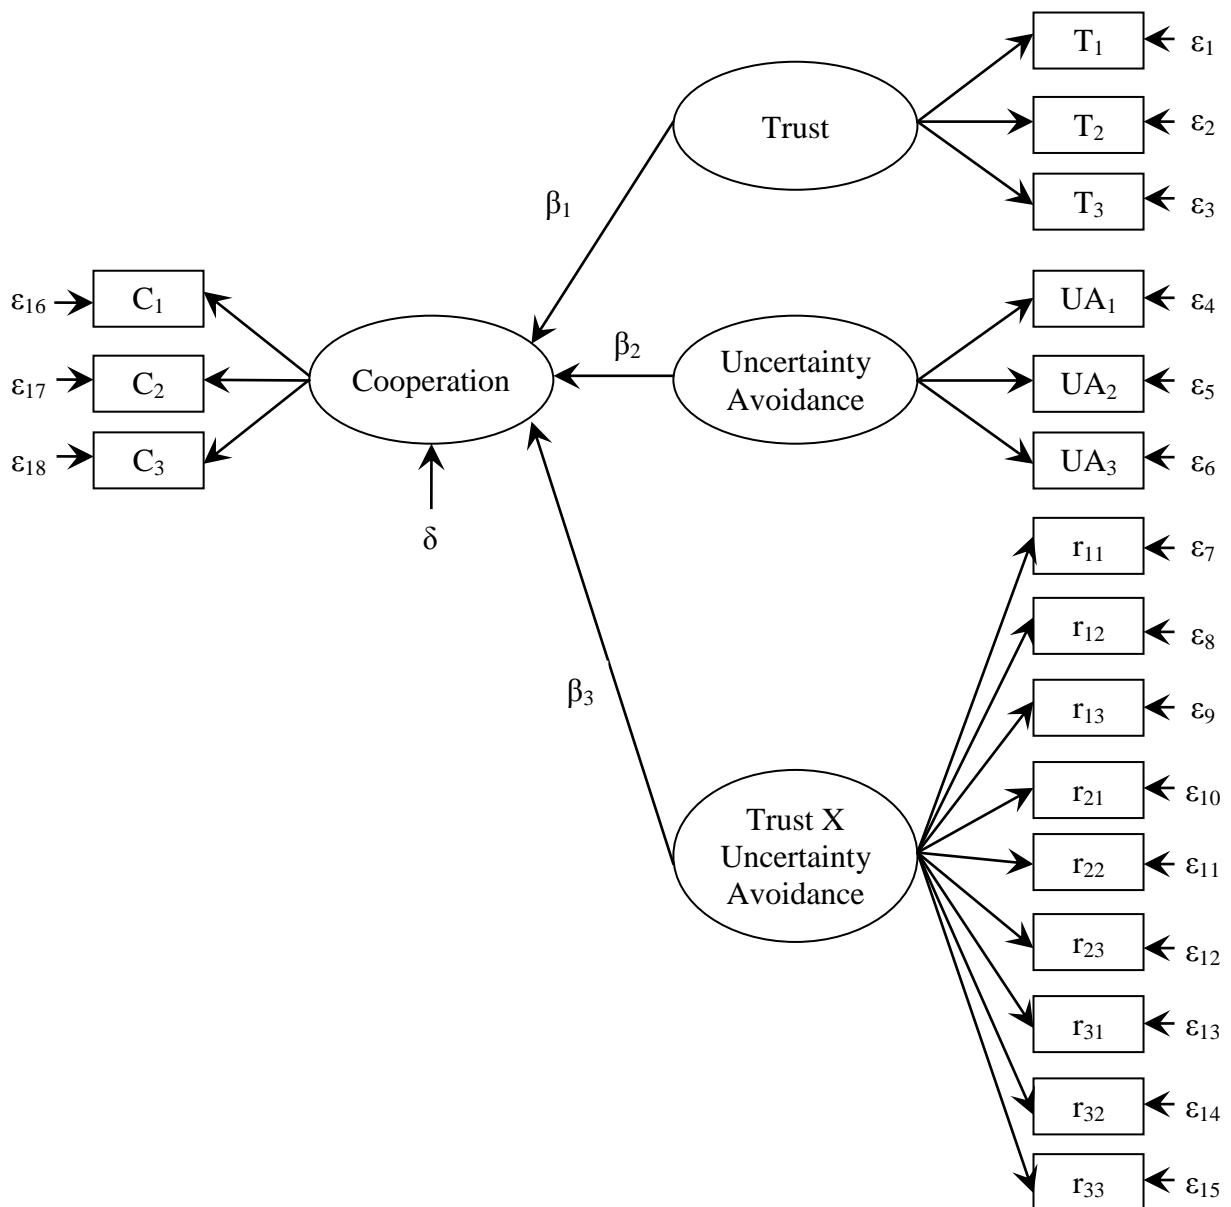 T₁
ε₁
Trust
T₂
ε₂
T₃
ε₃
β₁
ε₁₆
C₁
UA₁
ε₄
β₂
Cooperation
Uncertainty
Avoidance
ε₁₇
C₂
UA₂
ε₅
ε₁₈
C₃
UA₃
ε₆
δ
r₁₁
ε₇
r₁₂
ε₈
β₃
r₁₃
ε₉
r₂₁
ε₁₀
Trust X
Uncertainty
Avoidance
r₂₂
ε₁₁
r₂₃
ε₁₂
r₃₁
ε₁₃
r₃₂
ε₁₄
r₃₃
ε₁₅